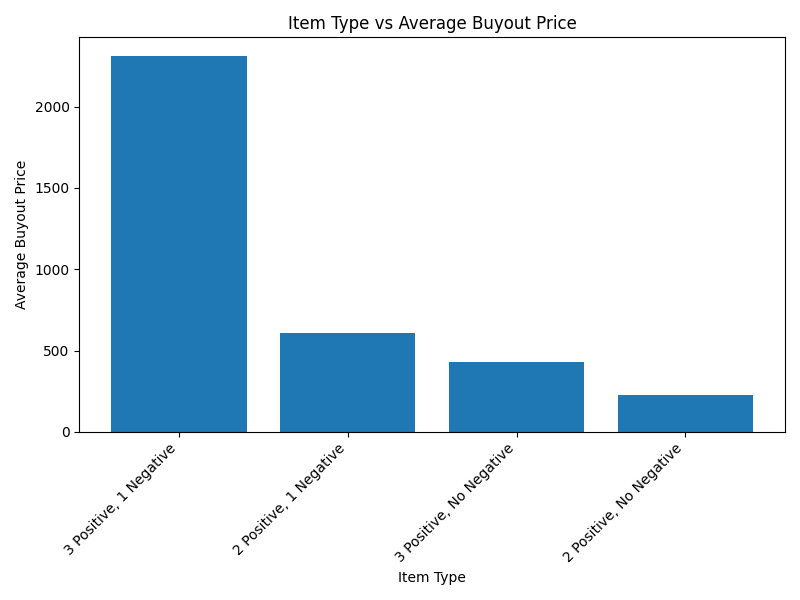 Item Type vs Average Buyout Price
Average Buyout Price
2000
1500
1000
500
0
3 Positive, 1 Negative
2 Positive, 1 Negative
3 Positive, No Negative
2 Positive, No Negative
Item Type